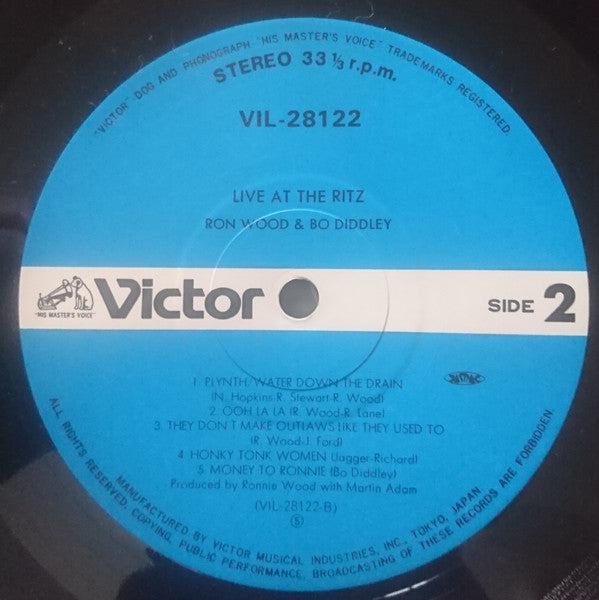 "VICTOR" DOG AND PHONOGRAPH "HIS MASTER'S VOICE" TRADEMARKS REGISTERED.
STEREO 33 1/3 r.p.m.
VIL-28122
LIVE AT THE RITZ
RON WOOD & BO DIDDLEY
"HIS MASTER'S VOICE"
Victor
SIDE 2
1. PLYNTH/WATER DOWN THE DRAIN
(N. Hopkins-R. Stewart-R. Wood)
2. OOH LA LA (R. Wood-R. Lane)
3. THEY DON'T MAKE OUTLAWS LIKE THEY USED TO
(R. Wood-J. Ford)
4. HONKY TONK WOMEN (Jagger-Richard)
5. MONEY TO RONNIE (Bo Diddley)
Produced by Ronnie Wood with Martin Adam
(VIL-28122-B)
Ⓢ
MANUFACTURED BY VICTOR MUSICAL INDUSTRIES, INC., TOKYO, JAPAN.
ALL RIGHTS RESERVED. COPYING, PUBLIC PERFORMANCE, BROADCASTING OF THESE RECORDS ARE FORBIDDEN.